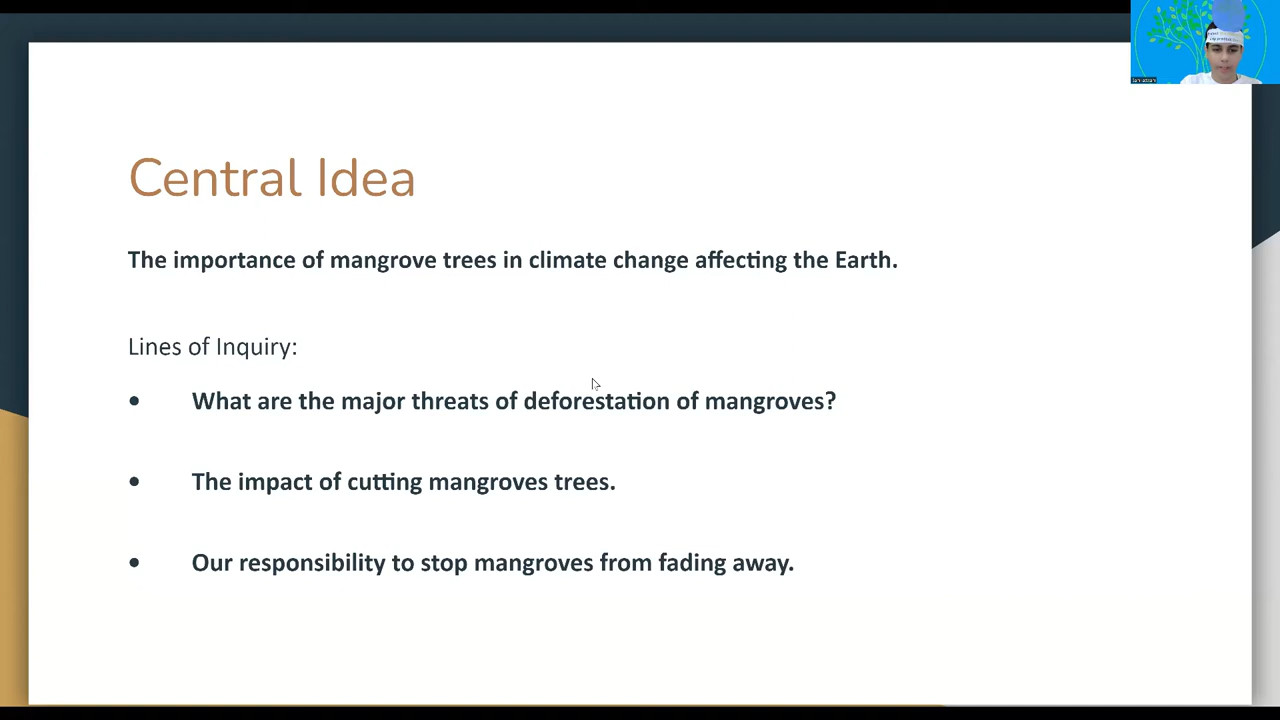 Central Idea
The importance of mangrove trees in climate change affecting the Earth.
Lines of Inquiry:
• What are the major threats of deforestation of mangroves?
• The impact of cutting mangroves trees.
• Our responsibility to stop mangroves from fading away.